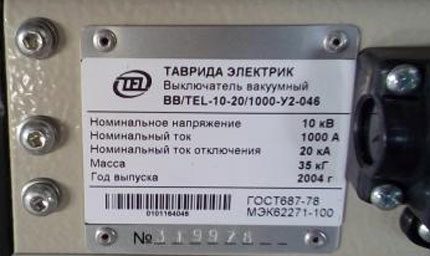 TEL
ТАВРИДА ЭЛЕКТРИК
Выключатель вакуумный
BB/TEL-10-20/1000-У2-046
Номинальное напряжение 10 кВ
Номинальный ток 1000 А
Номинальный ток отключения 20 кА
Масса 35 кГ
Год выпуска 2004 г
ГОСТ687-78
0101164046 МЭК62271-100
№ 319978